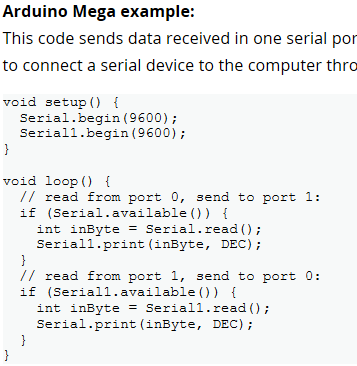 Arduino Mega example:
This code sends data received in one serial por
to connect a serial device to the computer thro
void setup() {
  Serial.begin(9600);
  Serial1.begin(9600);
}
void loop() {
  // read from port 0, send to port 1:
  if (Serial.available()) {
    int inByte = Serial.read();
    Serial1.print(inByte, DEC);
  }
  // read from port 1, send to port 0:
  if (Serial1.available()) {
    int inByte = Serial1.read();
    Serial.print(inByte, DEC);
  }
}